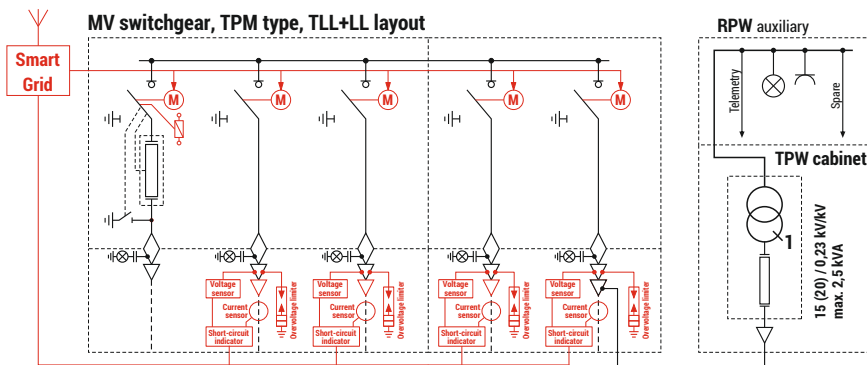 MV switchgear, TPM type, TLL+LL layout
RPW auxiliary
Smart
Grid
M
M
M
M
M
Telemetry
Spare
TPW cabinet
1
15 (20) / 0,23 kV/kV
max. 2,5 kVA
Voltage
sensor
Current
sensor
Short-circuit
indicator
Overvoltage limiter
Voltage
sensor
Current
sensor
Short-circuit
indicator
Overvoltage limiter
Voltage
sensor
Current
sensor
Short-circuit
indicator
Overvoltage limiter
Voltage
sensor
Current
sensor
Short-circuit
indicator
Overvoltage limiter